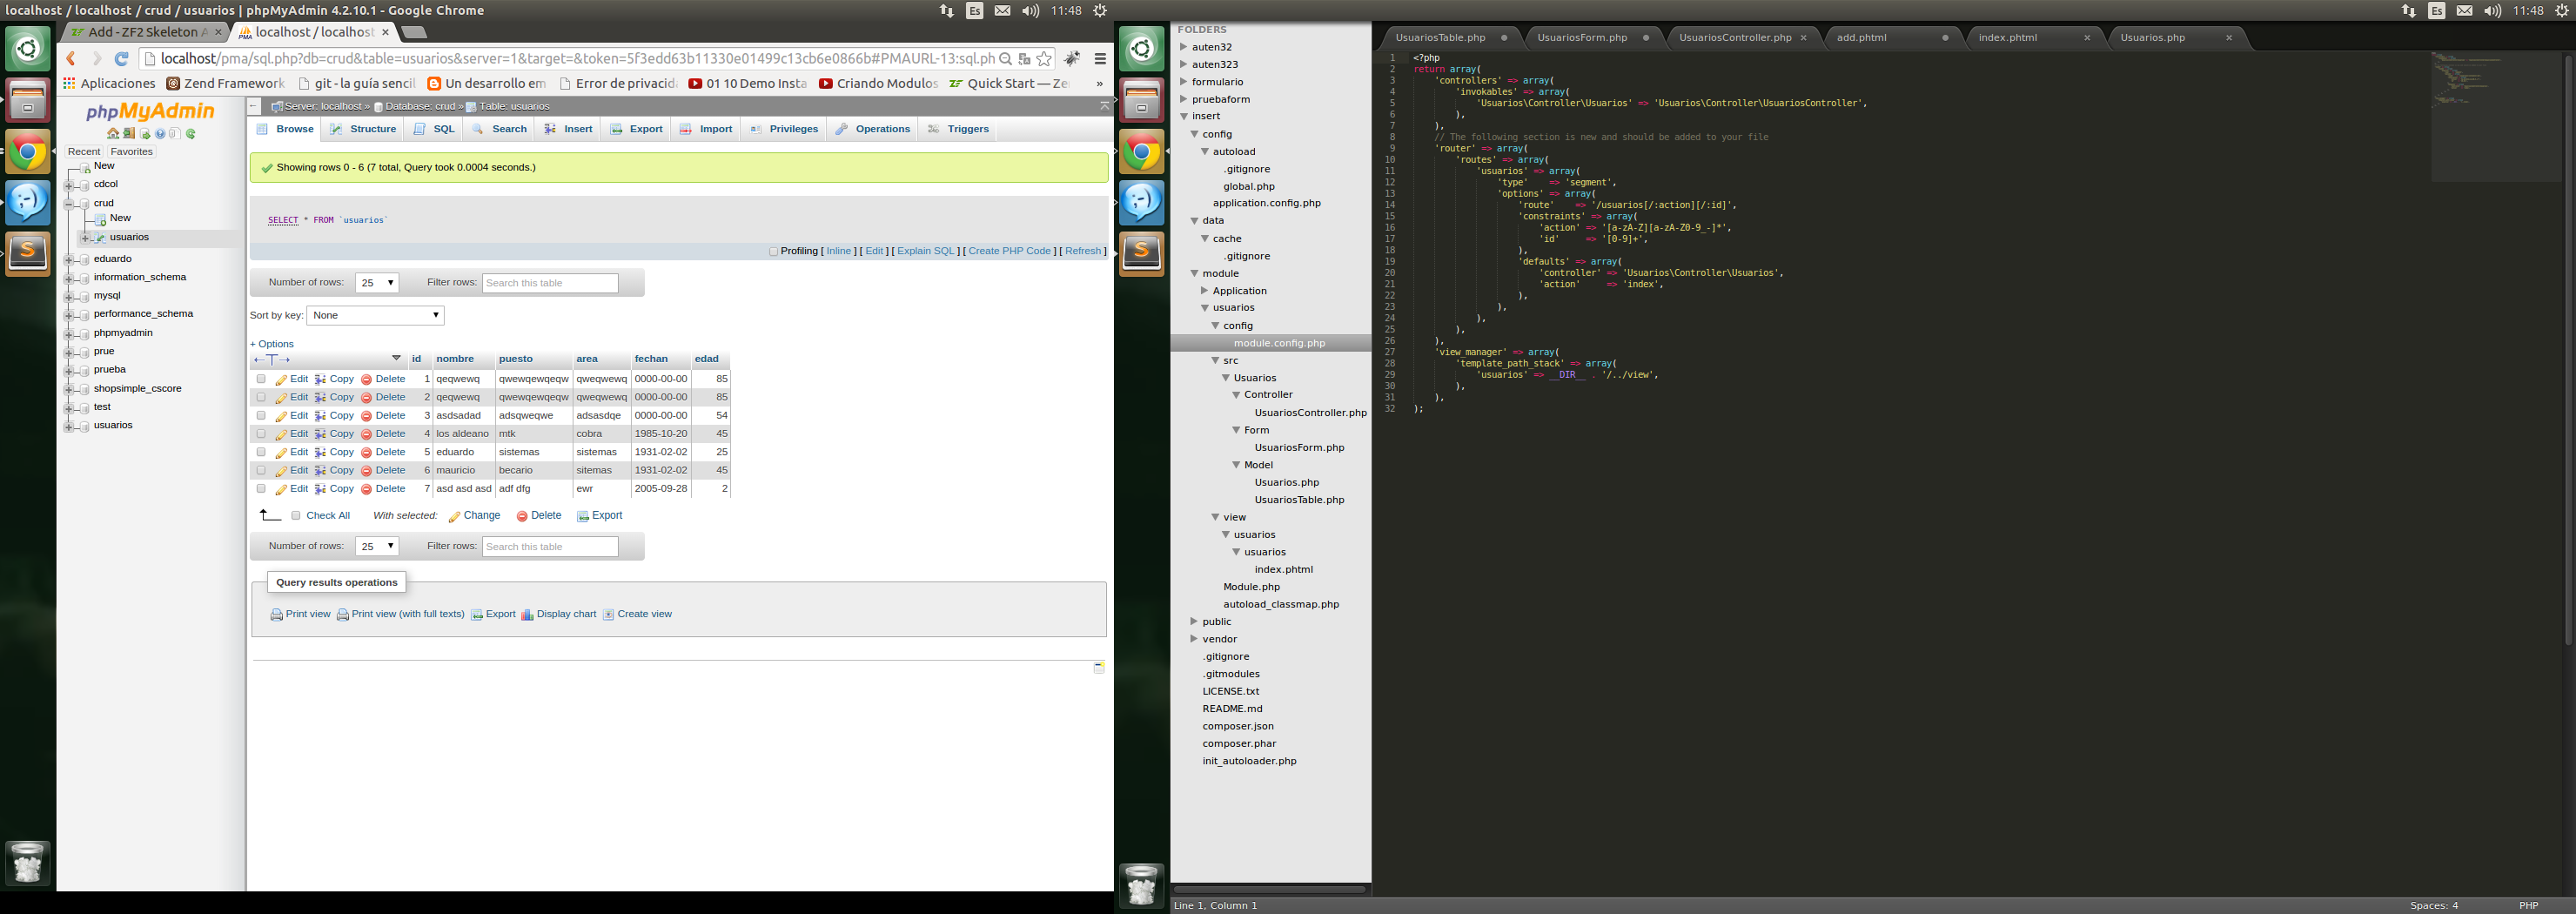 localhost / localhost / crud / usuarios | phpMyAdmin 4.2.10.1 - Google Chrome
Es
11:48
Add - ZF2 Skeleton A
localhost / localhost
localhost/pma/sql.php?db=crud&table=usuarios&server=1&target=&token=5f3edd63b11330e01499c13cb6e0866b#PMAURL-13:sql.ph
Aplicaciones
Zend Framework
git - la guía sencil
Un desarrollo em
Error de privacida
01 10 Demo Insta
Criando Modulos
Quick Start — Ze
»
phpMyAdmin
Recent
Favorites
New
cdcol
crud
New
usuarios
eduardo
information_schema
mysql
performance_schema
phpmyadmin
prue
prueba
shopsimple_cscore
test
usuarios
Server: localhost » Database: crud » Table: usuarios
Browse Structure SQL Search Insert Export Import Privileges Operations Triggers
Showing rows 0 - 6 (7 total, Query took 0.0004 seconds.)
SELECT * FROM `usuarios`
Profiling [ Inline ] [ Edit ] [ Explain SQL ] [ Create PHP Code ] [ Refresh ]
Number of rows: 25 Filter rows: Search this table
Sort by key: None
+ Options
id nombre puesto area fechan edad
Edit Copy Delete 1 qeqwewq qwewqewqeqw qweqwewq 0000-00-00 85
Edit Copy Delete 2 qeqwewq qwewqewqeqw qweqwewq 0000-00-00 85
Edit Copy Delete 3 asdsadad adsqweqwe adsasdqe 0000-00-00 54
Edit Copy Delete 4 los aldeano mtk cobra 1985-10-20 45
Edit Copy Delete 5 eduardo sistemas sistemas 1931-02-02 25
Edit Copy Delete 6 mauricio becario sitemas 1931-02-02 45
Edit Copy Delete 7 asd asd asd adf dfg ewr 2005-09-28 2
Check All With selected: Change Delete Export
Number of rows: 25 Filter rows: Search this table
Query results operations
Print view Print view (with full texts) Export Display chart Create view
Es
11:48
FOLDERS
auten32
auten323
formulario
pruebaform
insert
config
autoload
.gitignore
global.php
application.config.php
data
cache
.gitignore
module
Application
usuarios
config
module.config.php
src
Usuarios
Controller
UsuariosController.php
Form
UsuariosForm.php
Model
Usuarios.php
UsuariosTable.php
view
usuarios
usuarios
index.phtml
Module.php
autoload_classmap.php
public
vendor
.gitignore
.gitmodules
LICENSE.txt
README.md
composer.json
composer.phar
init_autoloader.php
UsuariosTable.php
UsuariosForm.php
UsuariosController.php
add.phtml
index.phtml
Usuarios.php
1 <?php
2 return array(
3 'controllers' => array(
4 'invokables' => array(
5 'Usuarios\Controller\Usuarios' => 'Usuarios\Controller\UsuariosController',
6 ),
7 ),
8 // The following section is new and should be added to your file
9 'router' => array(
10 'routes' => array(
11 'usuarios' => array(
12 'type' => 'segment',
13 'options' => array(
14 'route' => '/usuarios[/:action][/:id]',
15 'constraints' => array(
16 'action' => '[a-zA-Z][a-zA-Z0-9_-]*',
17 'id' => '[0-9]+',
18 ),
19 'defaults' => array(
20 'controller' => 'Usuarios\Controller\Usuarios',
21 'action' => 'index',
22 ),
23 ),
24 ),
25 ),
26 ),
27 'view_manager' => array(
28 'template_path_stack' => array(
29 'usuarios' => __DIR__ . '/../view',
30 ),
31 ),
32 );
Line 1, Column 1
Spaces: 4
PHP